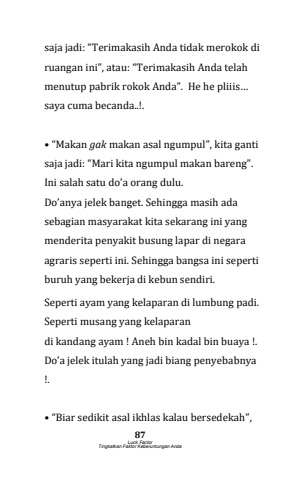 saja jadi: “Terimakasih Anda tidak merokok di
ruangan ini”, atau: “Terimakasih Anda telah
menutup pabrik rokok Anda”.  He he pliiis…
saya cuma becanda..!.
• “Makan gak makan asal ngumpul”, kita ganti
saja jadi: “Mari kita ngumpul makan bareng”.
Ini salah satu do’a orang dulu.
Do’anya jelek banget. Sehingga masih ada
sebagian masyarakat kita sekarang ini yang
menderita penyakit busung lapar di negara
agraris seperti ini. Sehingga bangsa ini seperti
buruh yang bekerja di kebun sendiri.
Seperti ayam yang kelaparan di lumbung padi.
Seperti musang yang kelaparan
di kandang ayam ! Aneh bin kadal bin buaya !.
Do’a jelek itulah yang jadi biang penyebabnya
!.
• “Biar sedikit asal ikhlas kalau bersedekah”,
87
Luck Factor
Tingkatkan Faktor Keberuntungan Anda